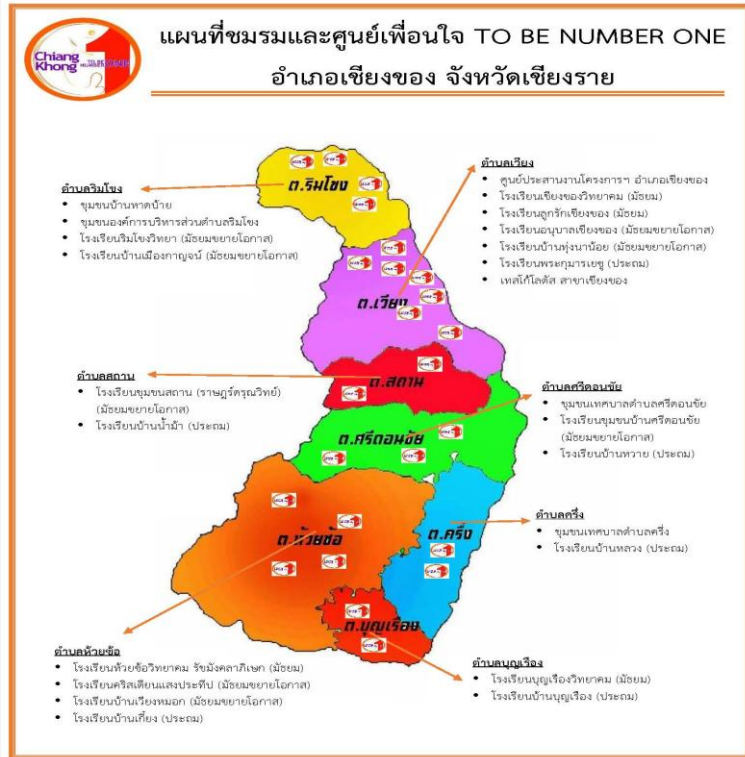 Chiang
Khong
1
แผนที่ชมรมและศูนย์เพื่อนใจ TO BE NUMBER ONE
อำเภอเชียงของ จังหวัดเชียงราย
ตำบลริมโขง
• ชุมชนบ้านหาดบ้าย
• ชุมชนองค์การบริหารส่วนตำบลริมโขง
• โรงเรียนริมโขงวิทยา (มัธยมขยายโอกาส)
• โรงเรียนบ้านเมืองกาญจน์ (มัธยมขยายโอกาส)
ตำบลเวียง
• ศูนย์ประสานงานโครงการฯ อำเภอเชียงของ
• โรงเรียนเชียงของวิทยาคม (มัธยม)
• โรงเรียนลูกรักเชียงของ (มัธยม)
• โรงเรียนอนุบาลเชียงของ (มัธยมขยายโอกาส)
• โรงเรียนบ้านทุ่งนาน้อย (มัธยมขยายโอกาส)
• โรงเรียนพระกุมารเยซู (ประถม)
• เทสโก้โลตัส สาขาเชียงของ
ต.ริมโขง
ต.เวียง
ตำบลสถาน
• โรงเรียนชุมชนสถาน (ราษฎร์ดรุณวิทย์)
(มัธยมขยายโอกาส)
• โรงเรียนบ้านน้ำม้า (ประถม)
ต.สถาน
ตำบลศรีดอนชัย
• ชุมชนเทศบาลตำบลศรีดอนชัย
• โรงเรียนชุมชนบ้านศรีดอนชัย
(มัธยมขยายโอกาส)
• โรงเรียนบ้านทวาย (ประถม)
ต.ศรีดอนชัย
ต.ห้วยซ้อ
ต.ครึ่ง
ตำบลครึ่ง
• ชุมชนเทศบาลตำบลครึ่ง
• โรงเรียนบ้านหลวง (ประถม)
ต.บุญเรือง
ตำบลห้วยซ้อ
• โรงเรียนห้วยซ้อวิทยาคม รัชมังคลาภิเษก (มัธยม)
• โรงเรียนคริสเตียนแสงประทีป (มัธยมขยายโอกาส)
• โรงเรียนบ้านเวียงหมอก (มัธยมขยายโอกาส)
• โรงเรียนบ้านเกี๋ยง (ประถม)
ตำบลบุญเรือง
• โรงเรียนบุญเรืองวิทยาคม (มัธยม)
• โรงเรียนบ้านบุญเรือง (ประถม)